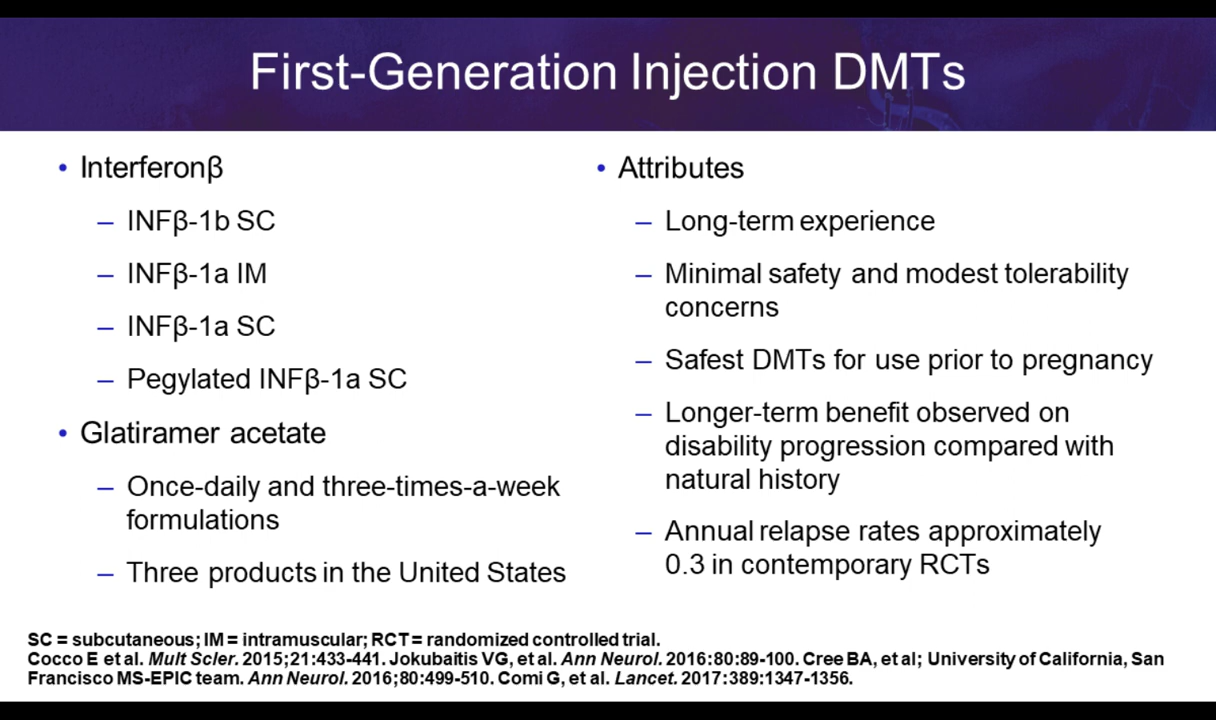 First-Generation Injection DMTs
• Interferonβ
– INFβ-1b SC
– INFβ-1a IM
– INFβ-1a SC
– Pegylated INFβ-1a SC
• Glatiramer acetate
– Once-daily and three-times-a-week
formulations
– Three products in the United States
• Attributes
– Long-term experience
– Minimal safety and modest tolerability
concerns
– Safest DMTs for use prior to pregnancy
– Longer-term benefit observed on
disability progression compared with
natural history
– Annual relapse rates approximately
0.3 in contemporary RCTs
SC = subcutaneous; IM = intramuscular; RCT = randomized controlled trial.
Cocco E et al. Mult Scler. 2015;21:433-441. Jokubaitis VG, et al. Ann Neurol. 2016:80:89-100. Cree BA, et al; University of California, San
Francisco MS-EPIC team. Ann Neurol. 2016;80:499-510. Comi G, et al. Lancet. 2017:389:1347-1356.